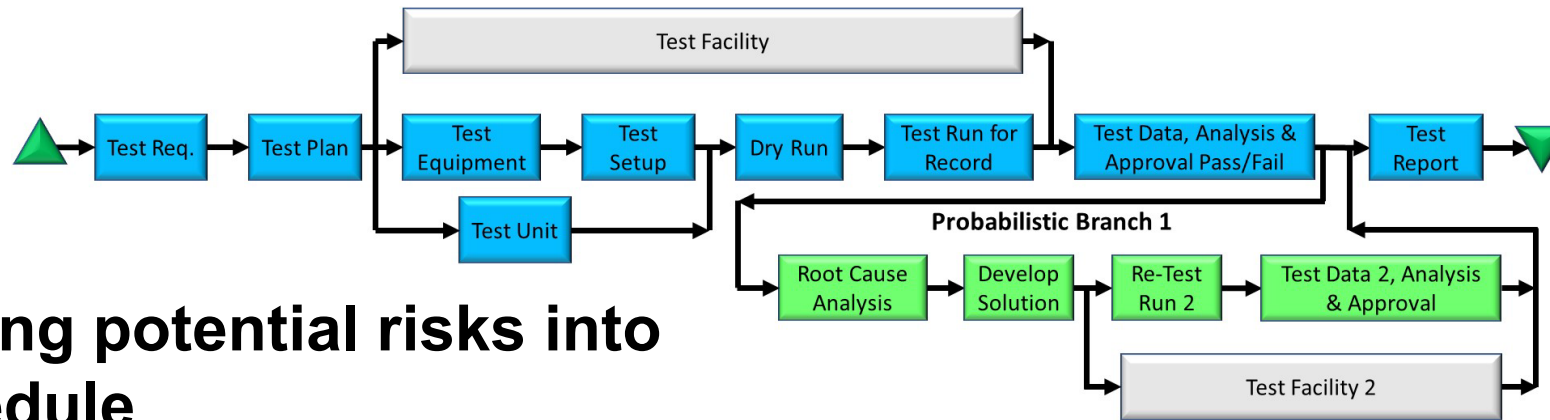 Test Facility
Test Req.
Test Plan
Test
Equipment
Test
Setup
Dry Run
Test Run for
Record
Test Data, Analysis &
Approval Pass/Fail
Test
Report
Test Unit
Probabilistic Branch 1
Root Cause
Analysis
Develop
Solution
Re-Test
Run 2
Test Data 2, Analysis
& Approval
Test Facility 2
ng potential risks into
edule